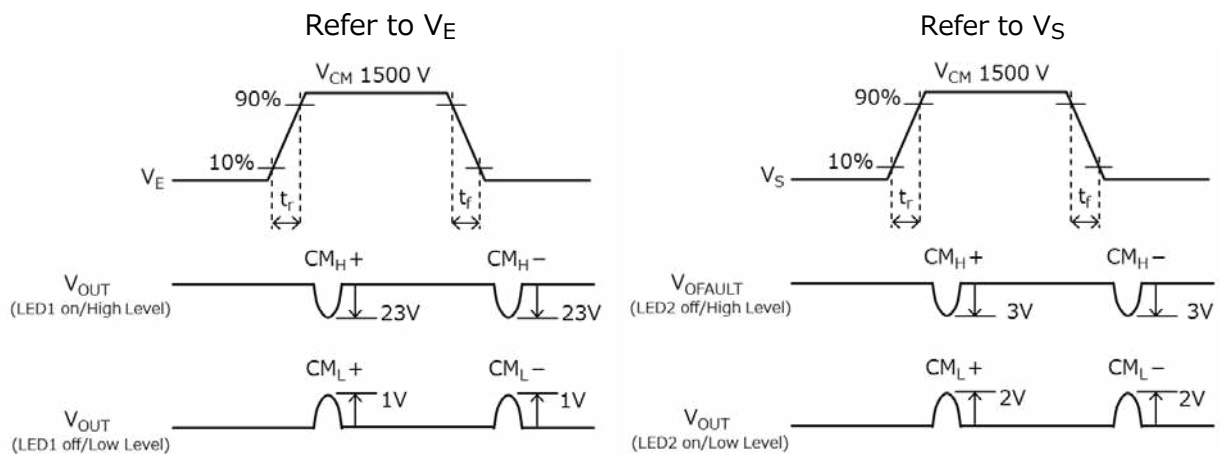 Refer to VE
VCM 1500 V
90%
10%
VE
tr
tf
CMH+
CMH−
VOUT
(LED1 on/High Level)
23V
23V
CML+
CML−
1V
1V
VOUT
(LED1 off/Low Level)
Refer to VS
VCM 1500 V
90%
10%
VS
tr
tf
CMH+
CMH−
VOFAULT
(LED2 off/High Level)
3V
3V
CML+
CML−
2V
2V
VOUT
(LED2 on/Low Level)